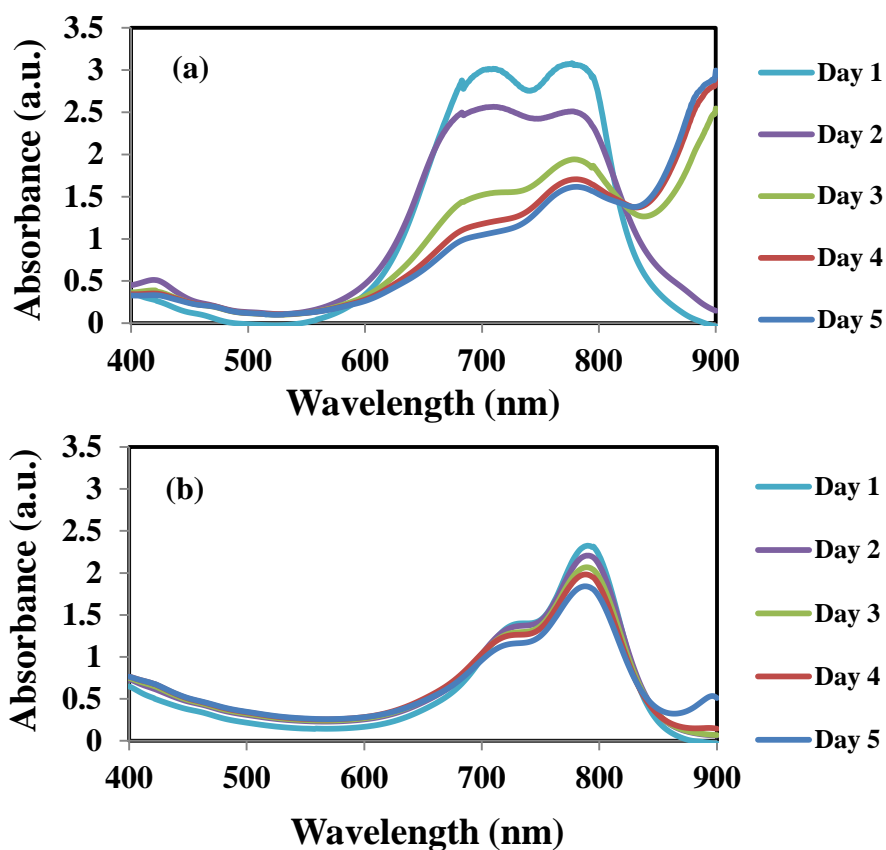 Absorbance (a.u.)
3.5
3
2.5
2
1.5
1
0.5
0
(a)
400 500 600 700 800 900
Wavelength (nm)
Day 1
Day 2
Day 3
Day 4
Day 5
Absorbance (a.u.)
3.5
3
2.5
2
1.5
1
0.5
0
(b)
400 500 600 700 800 900
Wavelength (nm)
Day 1
Day 2
Day 3
Day 4
Day 5